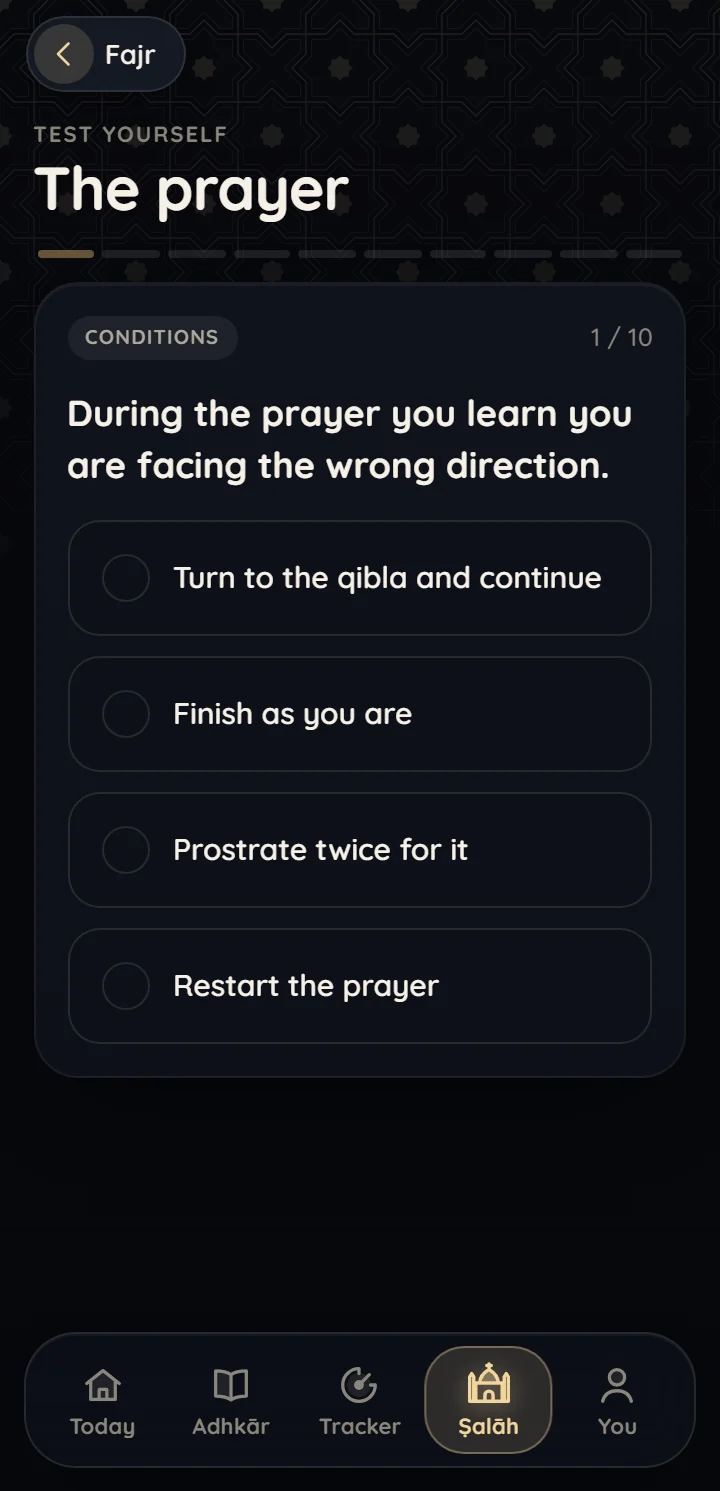 Fajr
TEST YOURSELF
The prayer
CONDITIONS
1 / 10
During the prayer you learn you
are facing the wrong direction.
Turn to the qibla and continue
Finish as you are
Prostrate twice for it
Restart the prayer
Today
Adhkār
Tracker
Ṣalāh
You